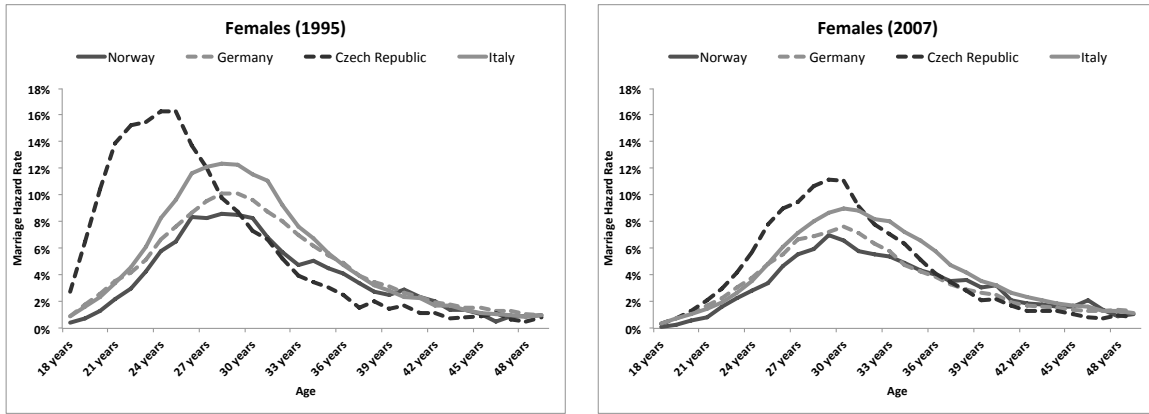 Females (1995)
Norway Germany Czech Republic Italy
18%
16%
14%
12%
10%
8%
6%
4%
2%
0%
Marriage Hazard Rate
18 years
21 years
24 years
27 years
30 years
33 years
36 years
39 years
42 years
45 years
48 years
Age
Females (2007)
Norway Germany Czech Republic Italy
18%
16%
14%
12%
10%
8%
6%
4%
2%
0%
Marriage Hazard Rate
18 years
21 years
24 years
27 years
30 years
33 years
36 years
39 years
42 years
45 years
48 years
Age